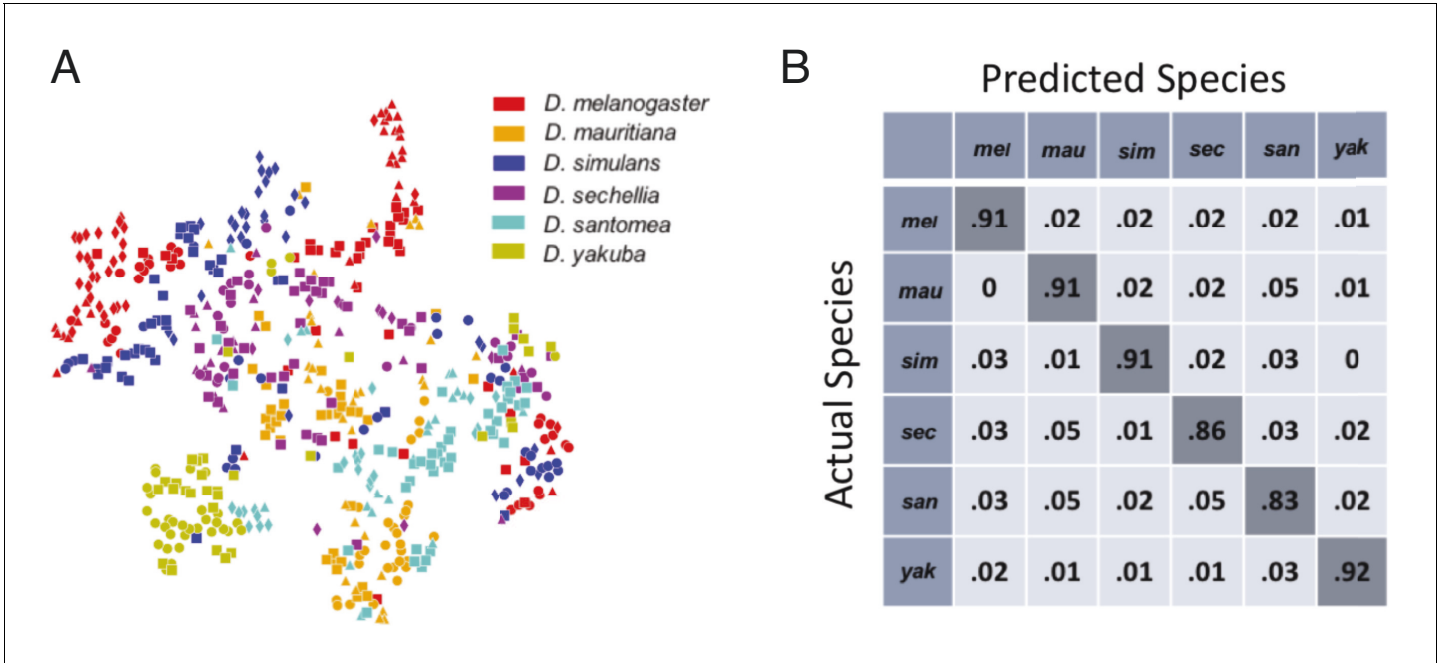 A
D. melanogaster
D. mauritiana
D. simulans
D. sechellia
D. santomea
D. yakuba
B
Predicted Species
Actual Species
mel mau sim sec san yak
mel .91 .02 .02 .02 .02 .01
mau 0 .91 .02 .02 .05 .01
sim .03 .01 .91 .02 .03 0
sec .03 .05 .01 .86 .03 .02
san .03 .05 .02 .05 .83 .02
yak .02 .01 .01 .01 .03 .92